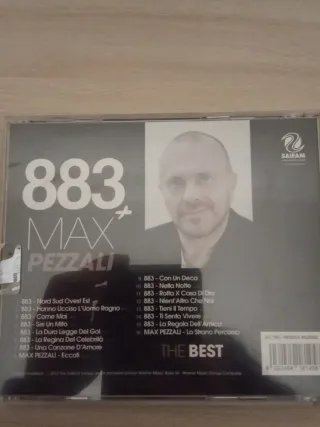 SAIFAM
883
+
MAX
PEZZALI
883 - Nord Sud Ovest Est
883 - Hanno Ucciso L'Uomo Ragno
883 - Come Mai
883 - Sei Un Mito
883 - La Dura Legge Del Gol
883 - La Regina Del Celebrità
883 - Una Canzone D'Amore
MAX PEZZALI - Eccoti
883 - Con Un Deca
883 - Nella Notte
883 - Rotta X Casa Di Dio
883 - Nient'Altro Che Noi
883 - Tieni Il Tempo
883 - Ti Sento Vivere
883 - La Regola Dell'Amico
MAX PEZZALI - Lo Strano Percorso
THE BEST